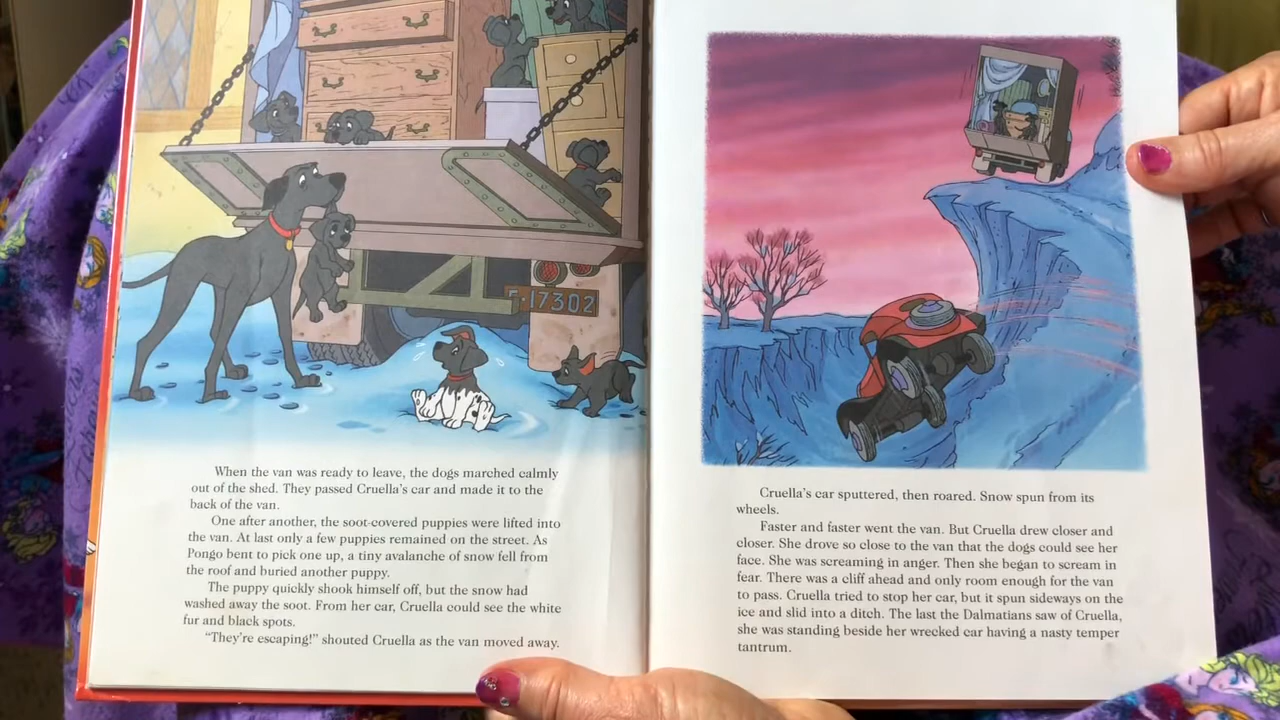 F-17302
When the van was ready to leave, the dogs marched calmly
out of the shed. They passed Cruella's car and made it to the
back of the van.
One after another, the soot-covered puppies were lifted into
the van. At last only a few puppies remained on the street. As
Pongo bent to pick one up, a tiny avalanche of snow fell from
the roof and buried another puppy.
The puppy quickly shook himself off, but the snow had
washed away the soot. From her car, Cruella could see the white
fur and black spots.
"They're escaping!" shouted Cruella as the van moved away.
Cruella's car sputtered, then roared. Snow spun from its
wheels.
Faster and faster went the van. But Cruella drew closer and
closer. She drove so close to the van that the dogs could see her
face. She was screaming in anger. Then she began to scream in
fear. There was a cliff ahead and only room enough for the van
to pass. Cruella tried to stop her car, but it spun sideways on the
ice and slid into a ditch. The last the Dalmatians saw of Cruella,
she was standing beside her wrecked car having a nasty temper
tantrum.